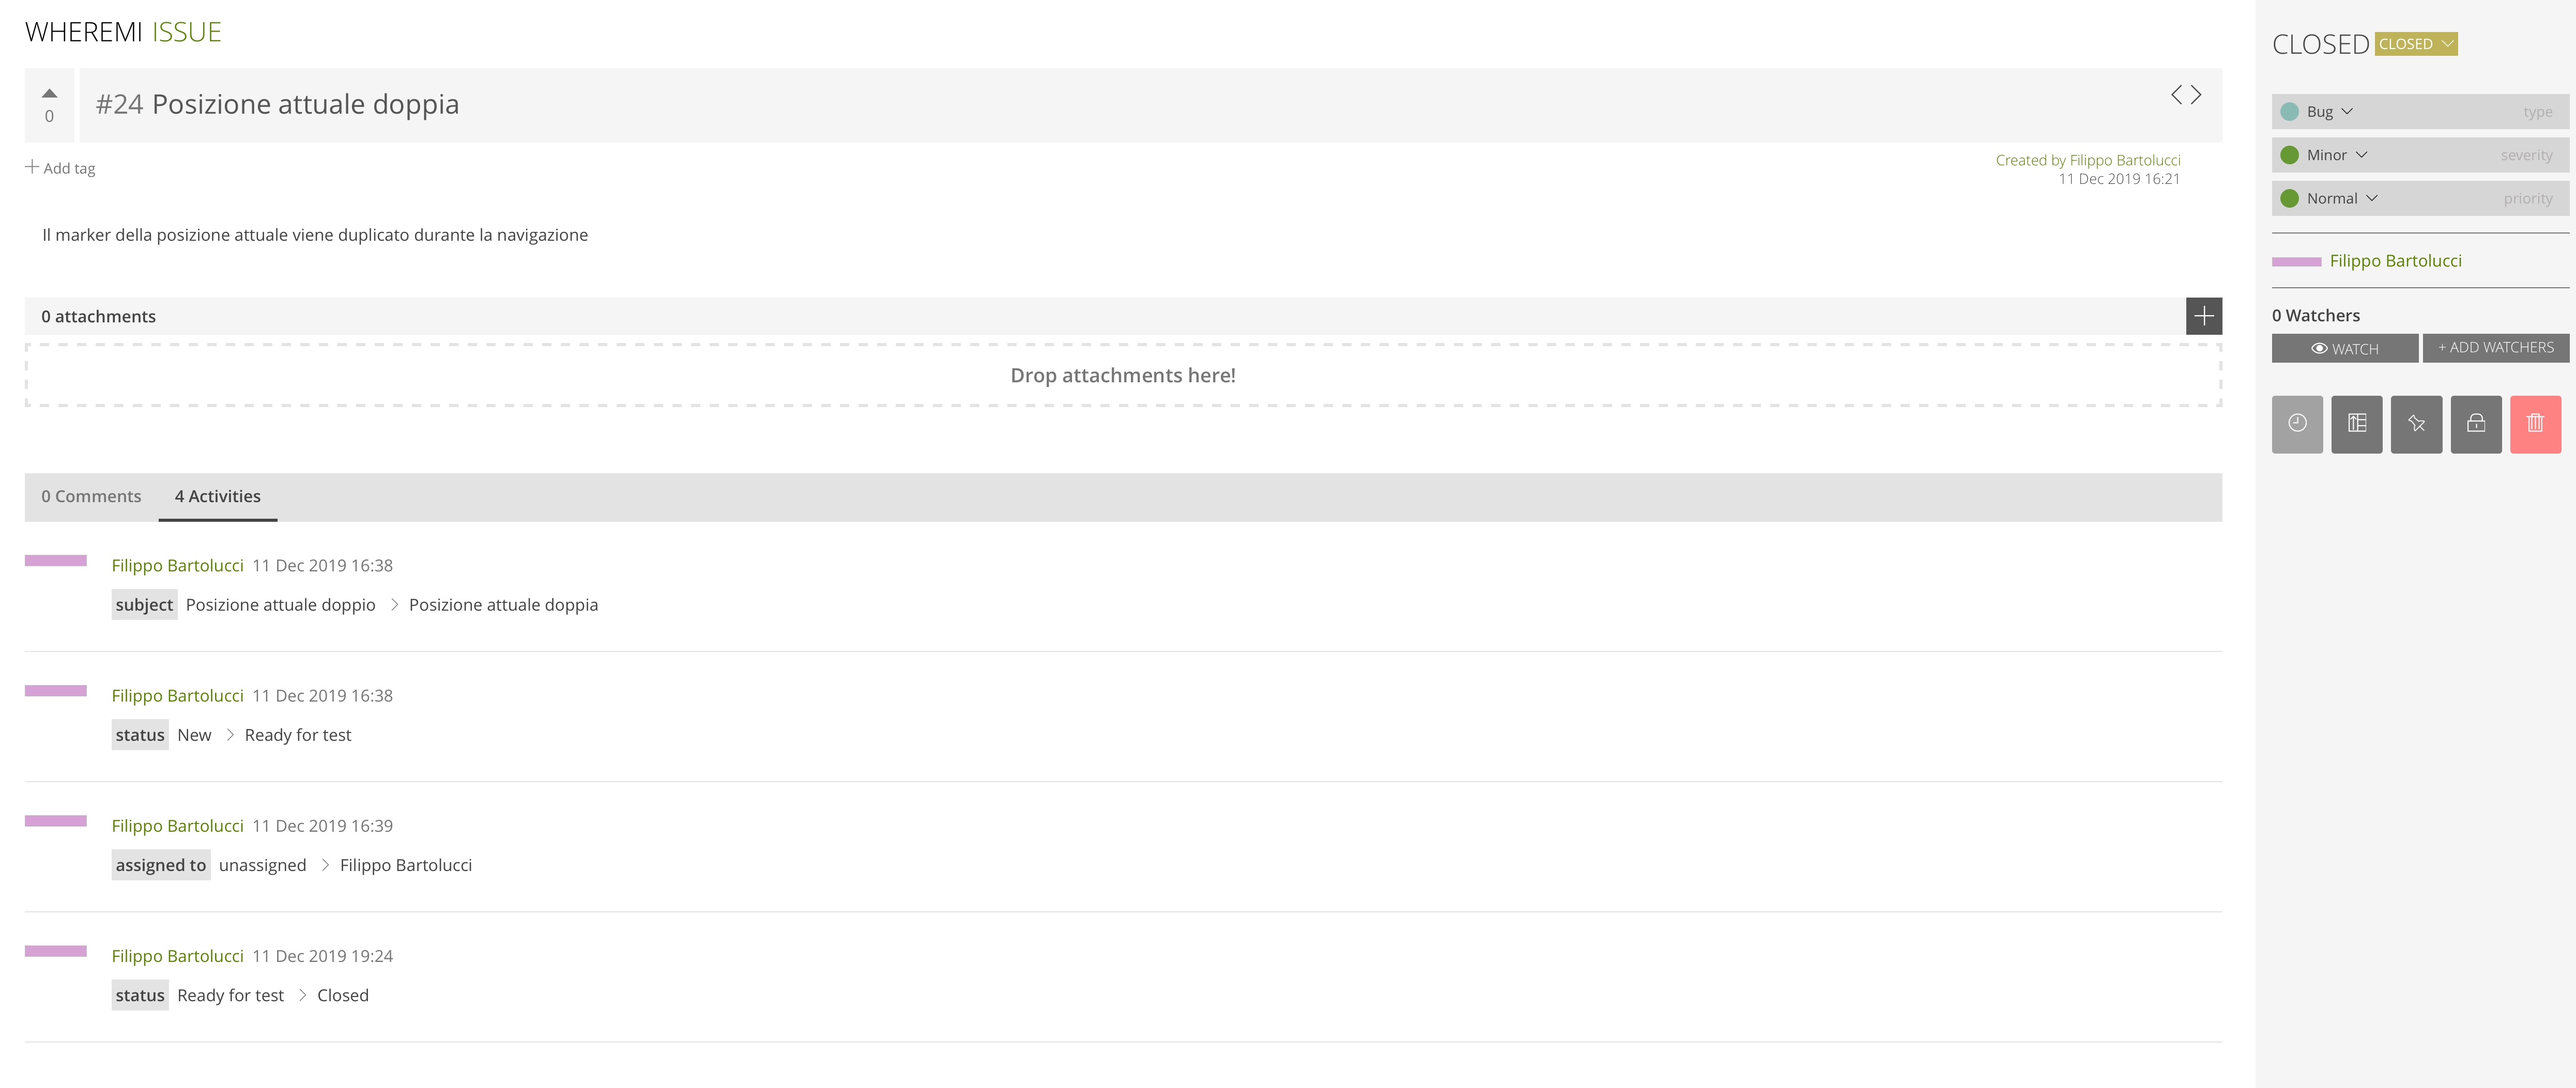 WHEREMI ISSUE
0
#24 Posizione attuale doppia
Add tag
Created by Filippo Bartolucci
11 Dec 2019 16:21
Il marker della posizione attuale viene duplicato durante la navigazione
0 attachments
Drop attachments here!
0 Comments 4 Activities
Filippo Bartolucci 11 Dec 2019 16:38
subject Posizione attuale doppio > Posizione attuale doppia
Filippo Bartolucci 11 Dec 2019 16:38
status New > Ready for test
Filippo Bartolucci 11 Dec 2019 16:39
assigned to unassigned > Filippo Bartolucci
Filippo Bartolucci 11 Dec 2019 19:24
status Ready for test > Closed
CLOSED CLOSED
Bug type
Minor severity
Normal priority
Filippo Bartolucci
0 Watchers
WATCH + ADD WATCHERS